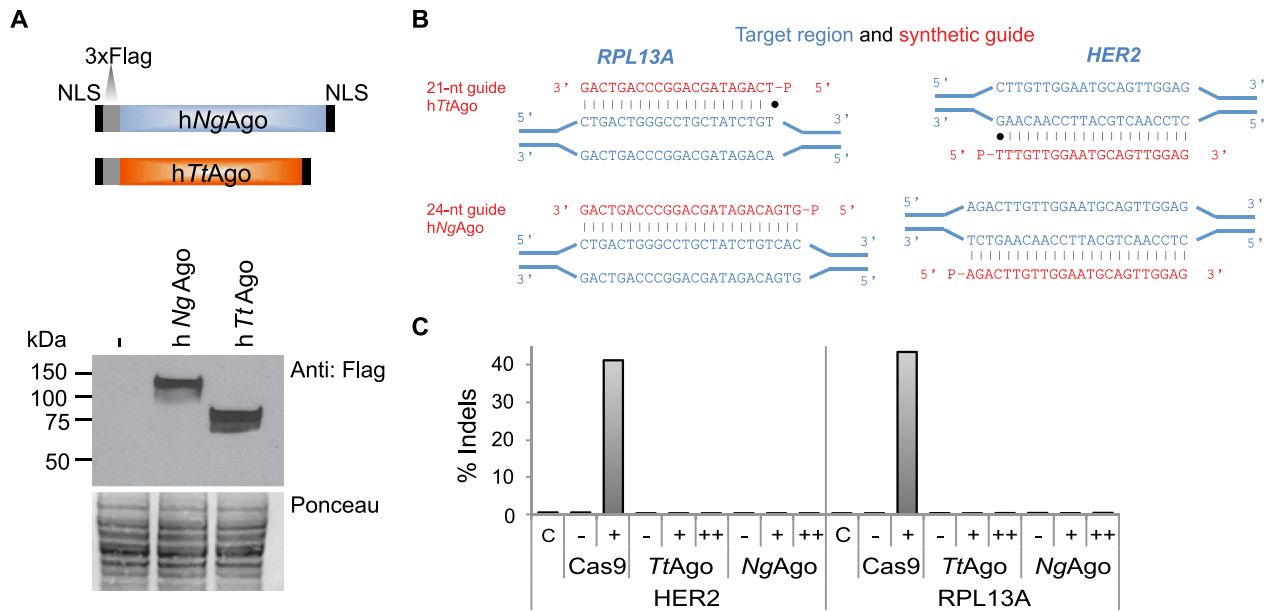 A
3xFlag
NLS
NLS
hNgAgo
hTtAgo
kDa
-
h Ng Ago
h Tt Ago
150
100
75
50
Anti: Flag
Ponceau
B
Target region and synthetic guide
RPL13A
HER2
21-nt guide
hTtAgo
3’ GACTGACCCGGACGATAGACT-P 5’
5’ CTGACTGGGCCTGCTATCTGT 3’
3’ GACTGACCCGGACGATAGACA 5’
5’ CTTGTTGGAATGCAGTTGGAG 3’
3’ GAACAACCTTACGTCAACCTC 5’
5’ P-TTTGTTGGAATGCAGTTGGAG 3’
24-nt guide
hNgAgo
3’ GACTGACCCGGACGATAGACAGTG-P 5’
5’ CTGACTGGGCCTGCTATCTGTCAC 3’
3’ GACTGACCCGGACGATAGACAGTG 5’
5’ AGACTTGTTGGAATGCAGTTGGAG 3’
3’ TCTGAACAACCTTACGTCAACCTC 5’
5’ P-AGACTTGTTGGAATGCAGTTGGAG 3’
C
% Indels
40
30
20
10
0
C - + - + ++ - + ++ C - + - + ++ - + ++
Cas9 TtAgo NgAgo Cas9 TtAgo NgAgo
HER2 RPL13A